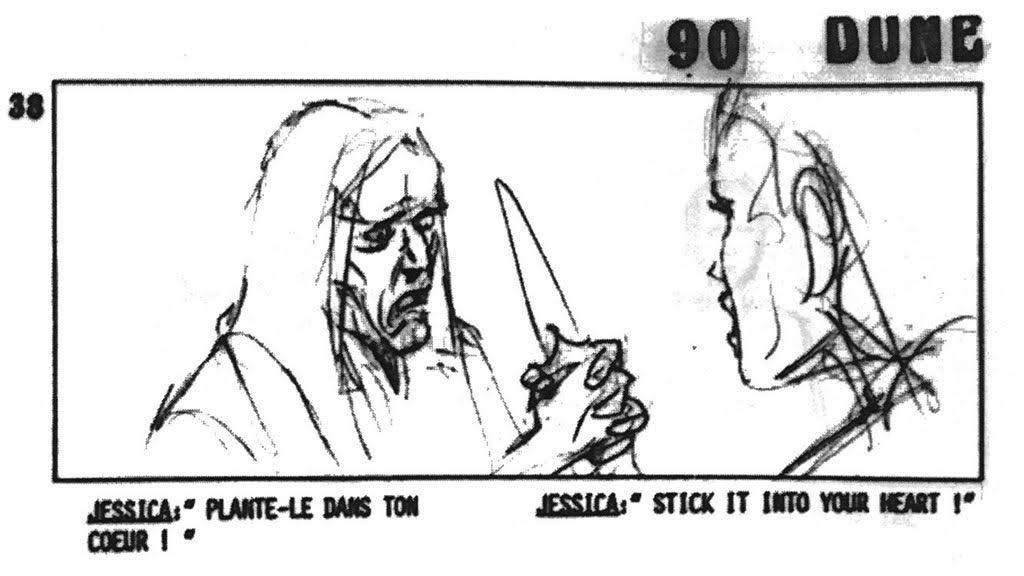 90 DUNE
38
JESSICA:" PLANTE-LE DANS TON
COEUR ! "
JESSICA:" STICK IT INTO YOUR HEART !"